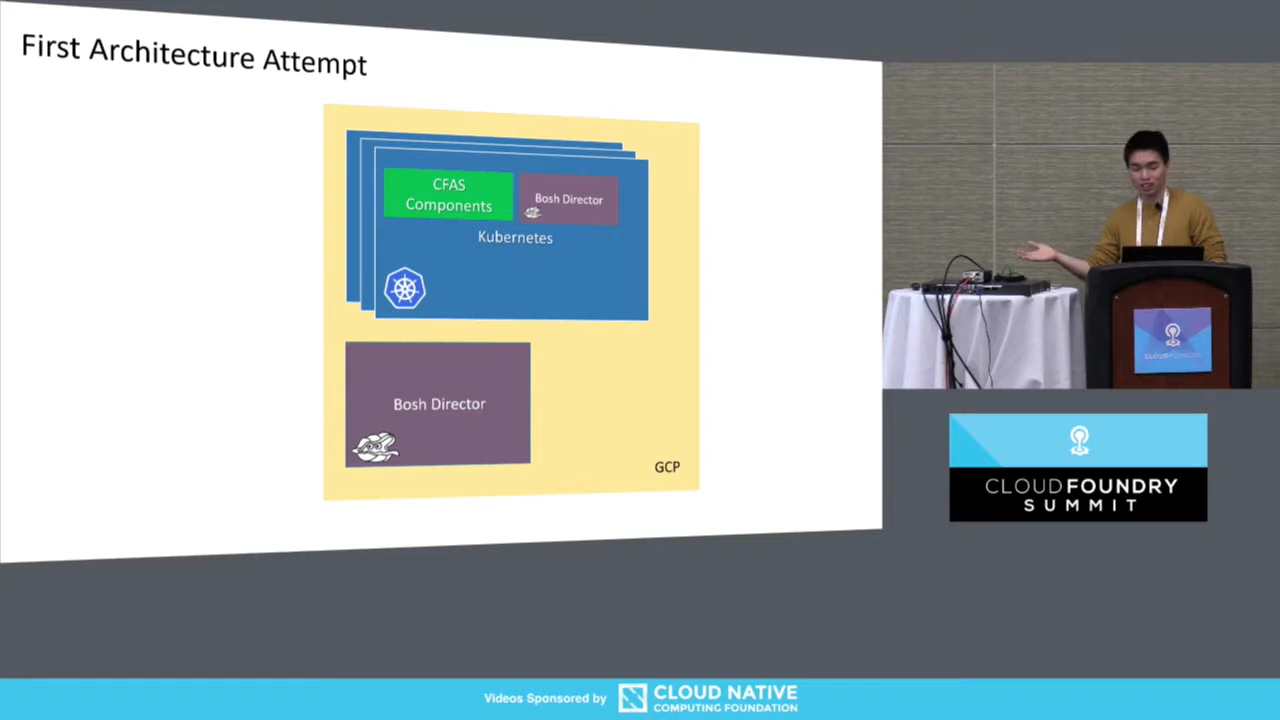 First Architecture Attempt
CFAS
Components
Bosh Director
Kubernetes
Bosh Director
GCP
CLOUDFOUNDRY
CLOUDFOUNDRY
SUMMIT
Videos Sponsored by
CLOUD NATIVE
COMPUTING FOUNDATION